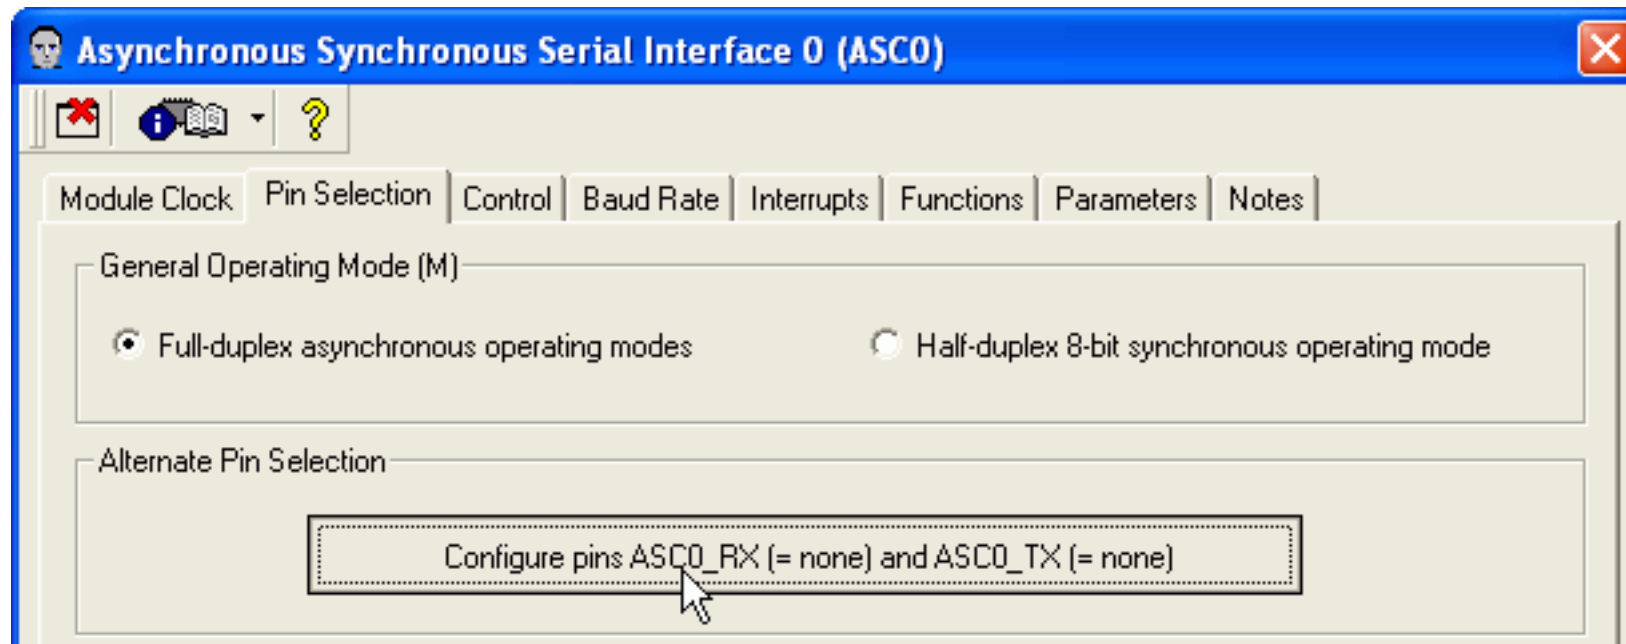 Asynchronous Synchronous Serial Interface 0 (ASC0)
Module Clock Pin Selection Control Baud Rate Interrupts Functions Parameters Notes
General Operating Mode (M)
Full-duplex asynchronous operating modes Half-duplex 8-bit synchronous operating mode
Alternate Pin Selection
Configure pins ASC0_RX (= none) and ASC0_TX (= none)